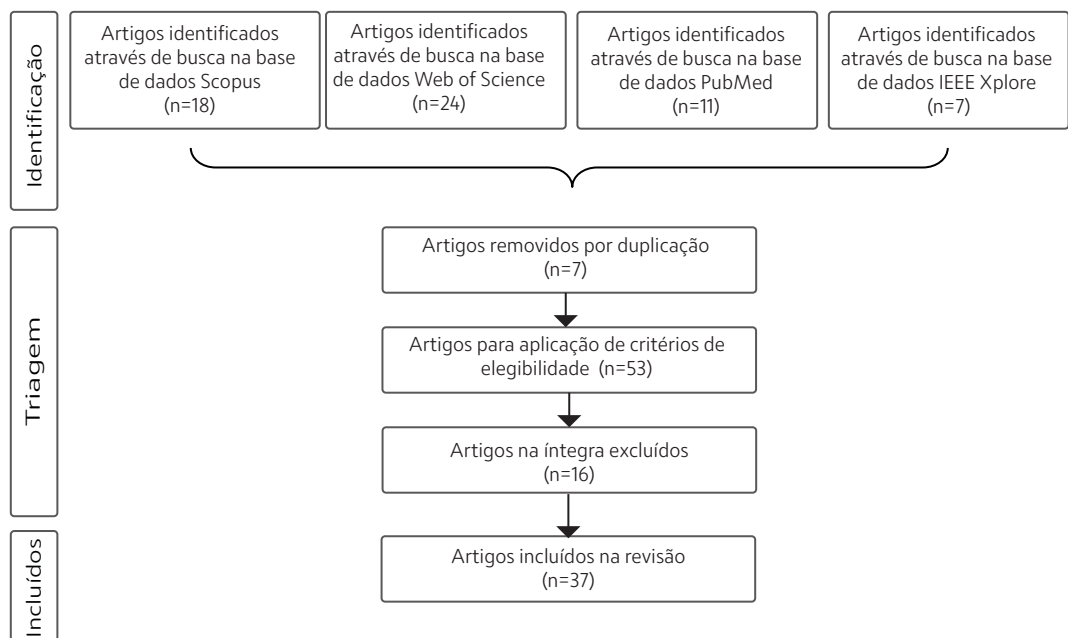 Identificação
Artigos identificados
através de busca na base
de dados Scopus
(n=18)
Artigos identificados
através de busca na base
de dados Web of Science
(n=24)
Artigos identificados
através de busca na base
de dados PubMed
(n=11)
Artigos identificados
através de busca na base
de dados IEEE Xplore
(n=7)
Triagem
Artigos removidos por duplicação
(n=7)
Artigos para aplicação de critérios de
elegibilidade (n=53)
Artigos na íntegra excluídos
(n=16)
Incluídos
Artigos incluídos na revisão
(n=37)